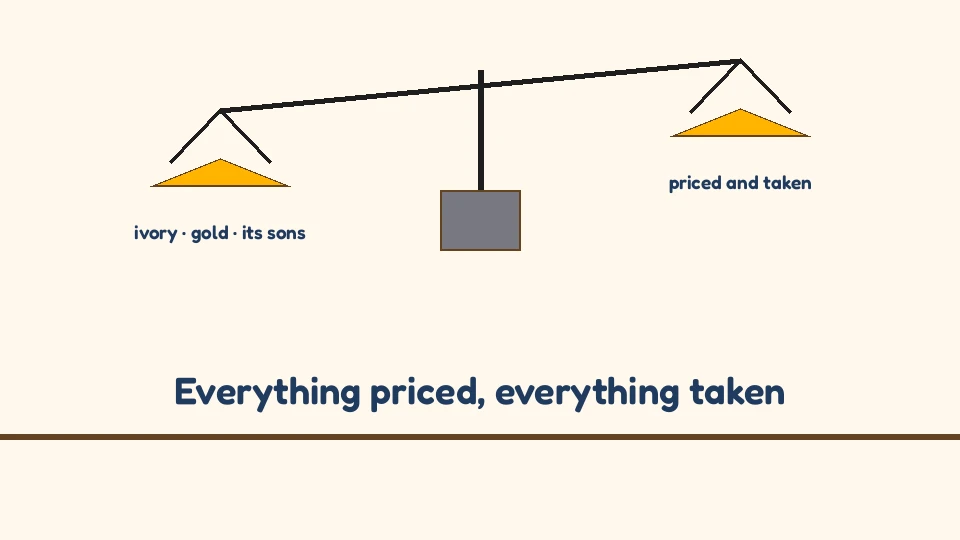 priced and taken
ivory · gold · its sons
Everything priced, everything taken